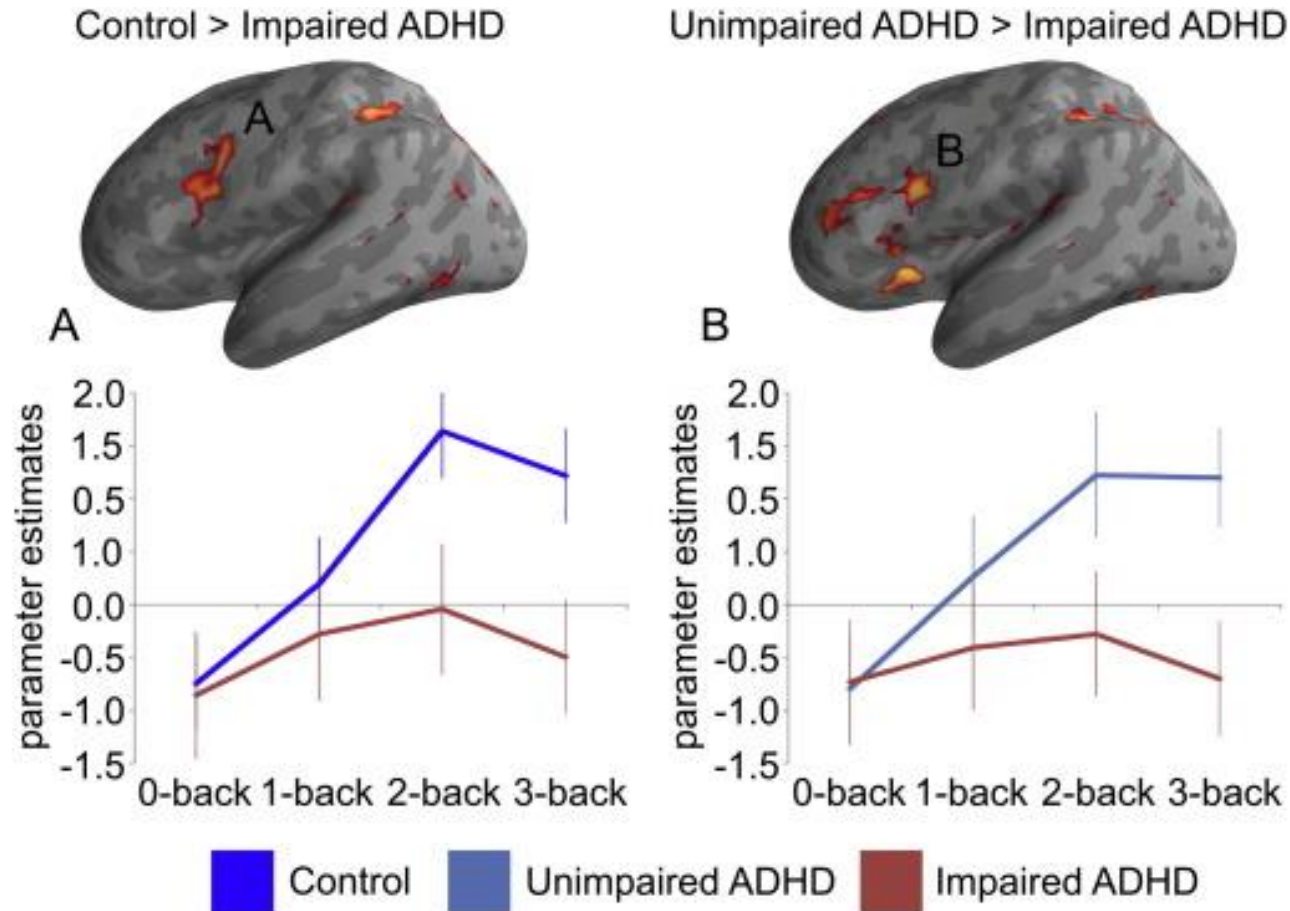 Control > Impaired ADHD
Unimpaired ADHD > Impaired ADHD
A
B
A
B
parameter estimates
2.0
1.5
0.5
1.0
0.0
-0.5
-1.0
-1.5
0-back 1-back 2-back 3-back
parameter estimates
2.0
1.5
0.5
1.0
0.0
-0.5
-1.0
-1.5
0-back 1-back 2-back 3-back
Control Unimpaired ADHD Impaired ADHD